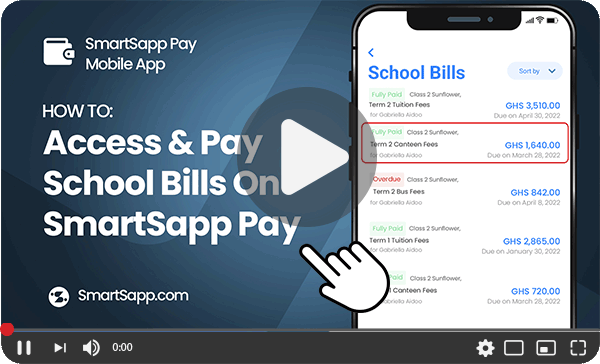 SmartSapp Pay
Mobile App
HOW TO:
Access & Pay
School Bills On
SmartSapp Pay
SmartSapp.com
School Bills
Sort by
Fully Paid Class 2 Sunflower,
Term 2 Tuition Fees GHS 3,510.00
for Gabriella Aidoo Due on April 30, 2022
Fully Paid Class 2 Sunflower,
Term 2 Canteen Fees GHS 1,640.00
for Gabriella Aidoo Due on March 28, 2022
Overdue Class 2 Sunflower,
Term 2 Bus Fees GHS 842.00
for Gabriella Aidoo Due on April 8, 2022
Fully Paid Class 2 Sunflower,
Term 1 Tuition Fees GHS 2,865.00
for Gabriella Aidoo Due on January 30, 2022
Paid Class 2 Sunflower,
Canteen Fees GHS 720.00
Gabriella Aidoo Due on March 28, 2022
0:00